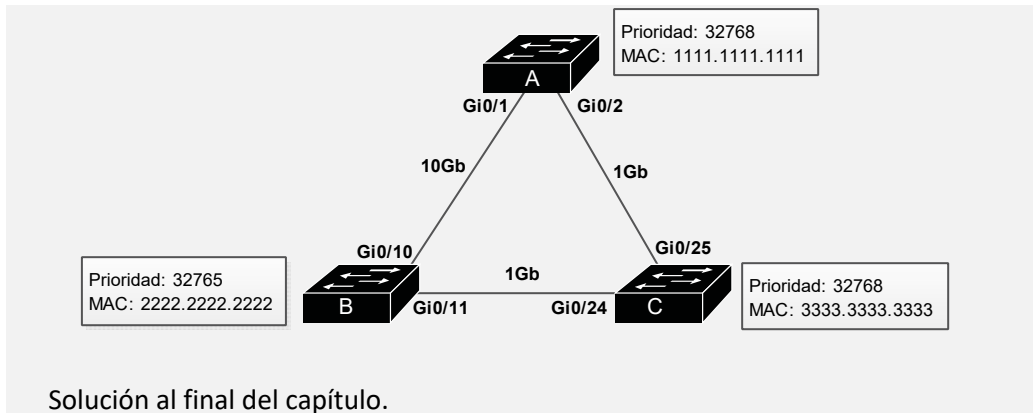 Prioridad: 32768
MAC: 1111.1111.1111
A
Gi0/1
Gi0/2
10Gb
1Gb
Gi0/10
Gi0/25
Prioridad: 32765
MAC: 2222.2222.2222
B
Gi0/11
1Gb
Gi0/24
C
Prioridad: 32768
MAC: 3333.3333.3333
Solución al final del capítulo.